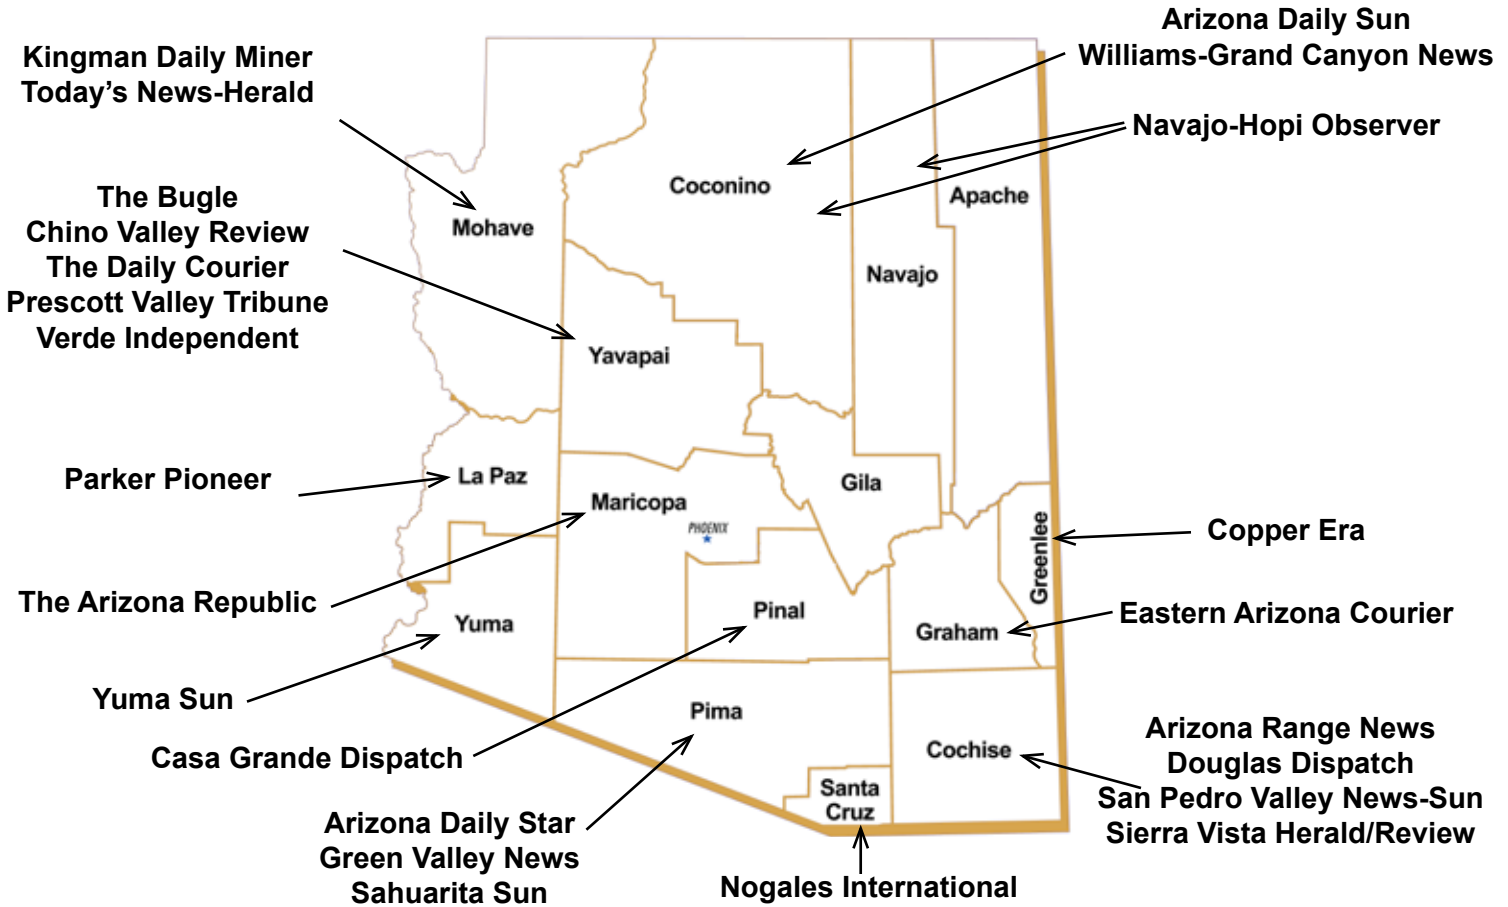 Arizona Daily Sun
Williams-Grand Canyon News
Kingman Daily Miner
Today's News-Herald
Navajo-Hopi Observer
The Bugle
Chino Valley Review
The Daily Courier
Prescott Valley Tribune
Verde Independent
Coconino
Apache
Mohave
Navajo
Yavapai
Parker Pioneer
La Paz
Gila
Maricopa
PHOENIX
Greenlee
Copper Era
The Arizona Republic
Yuma
Pinal
Graham
Eastern Arizona Courier
Yuma Sun
Pima
Casa Grande Dispatch
Cochise
Arizona Range News
Douglas Dispatch
San Pedro Valley News-Sun
Sierra Vista Herald/Review
Santa
Cruz
Arizona Daily Star
Green Valley News
Sahuarita Sun
Nogales International